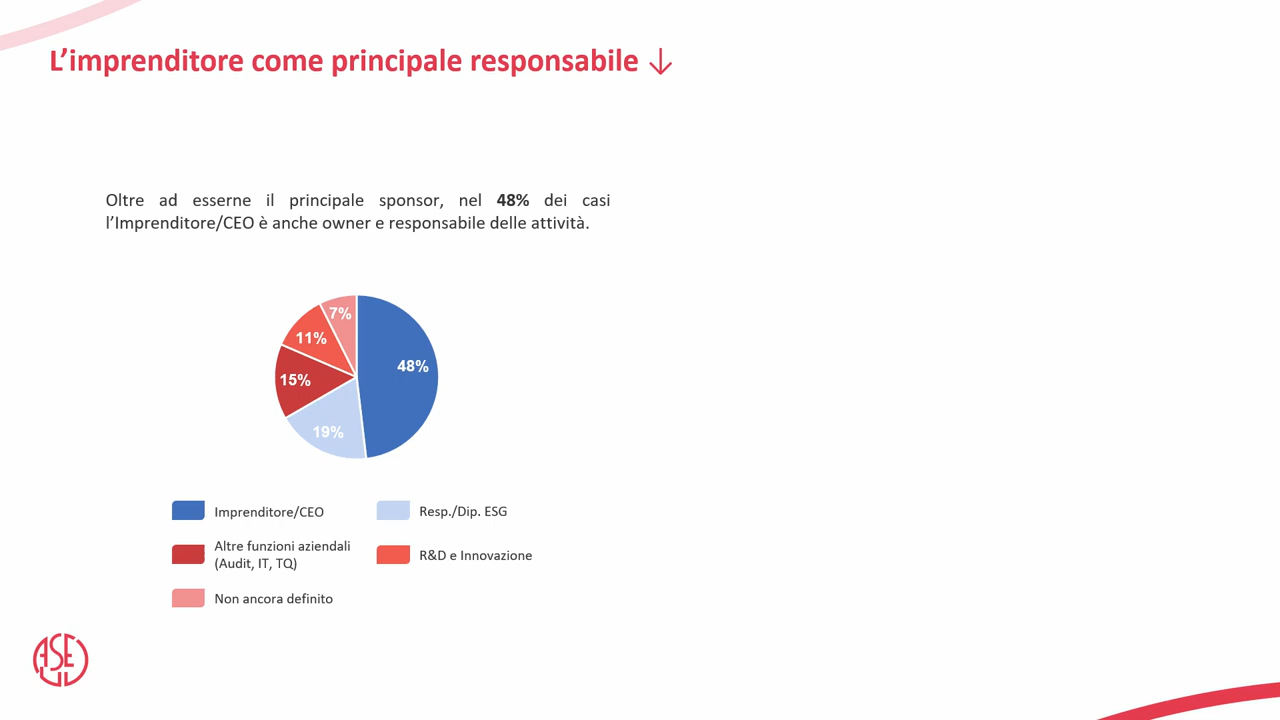 L’imprenditore come principale responsabile ↓
Oltre ad esserne il principale sponsor, nel 48% dei casi
l’Imprenditore/CEO è anche owner e responsabile delle attività.
7%
11%
48%
15%
19%
Imprenditore/CEO
Resp./Dip. ESG
Altre funzioni aziendali
(Audit, IT, TQ)
R&D e Innovazione
Non ancora definito